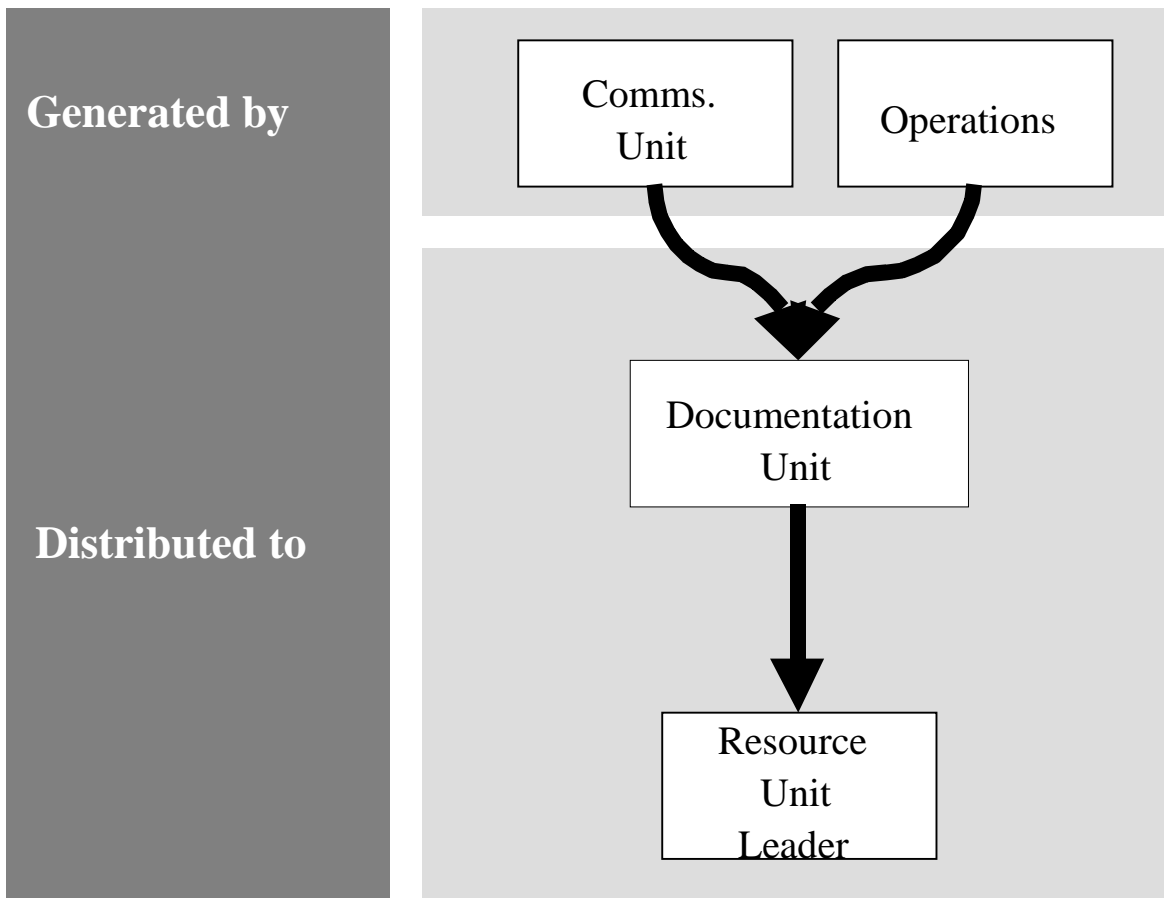 Generated by
Comms.
Unit
Operations
Documentation
Unit
Distributed to
Resource
Unit
Leader